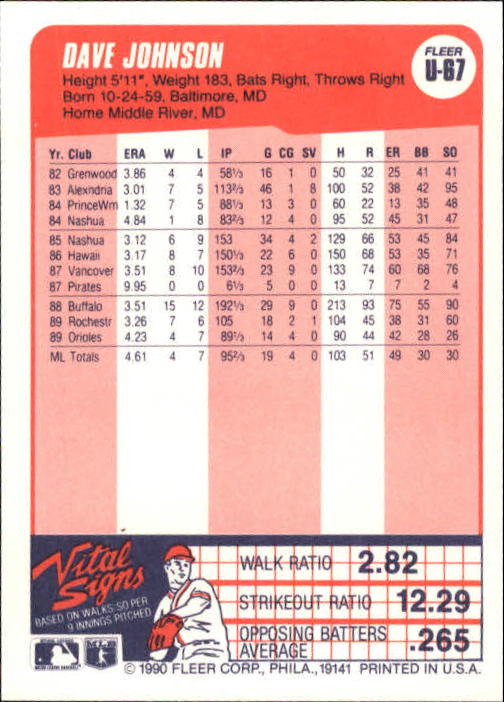 DAVE JOHNSON
FLEER
U-67
Height 5'11", Weight 183, Bats Right, Throws Right
Born 10-24-59, Baltimore, MD
Home Middle River, MD
Yr. Club ERA W L IP G CG SV H R ER BB SO
82 Grenwood 3.86 4 4 58⅓ 16 1 0 50 32 25 41 41
83 Alexndria 3.01 7 5 113⅔ 46 1 8 100 52 38 42 95
84 PrinceWm 1.32 7 5 88⅓ 13 3 0 60 22 13 35 48
84 Nashua 4.84 1 8 83⅔ 12 4 0 95 52 45 31 47
85 Nashua 3.12 6 9 153 34 4 2 129 66 53 45 84
86 Hawaii 3.17 8 7 150⅓ 22 6 0 150 68 53 35 71
87 Vancover 3.51 8 10 153⅔ 23 9 0 133 74 60 68 76
87 Pirates 9.95 0 0 6⅓ 5 0 0 13 7 7 2 4
88 Buffalo 3.51 15 12 192⅓ 29 9 0 213 93 75 55 90
89 Rochestr 3.26 7 6 105 18 2 1 104 45 38 31 60
89 Orioles 4.23 4 7 89⅓ 14 4 0 90 44 42 28 26
ML Totals 4.61 4 7 95⅔ 19 4 0 103 51 49 30 30
Vital
Signs
BASED ON WALKS, SO PER
9 INNINGS PITCHED
WALK RATIO 2.82
STRIKEOUT RATIO 12.29
OPPOSING BATTERS
AVERAGE .265
© 1990 FLEER CORP., PHILA., 19141 PRINTED IN U.S.A.